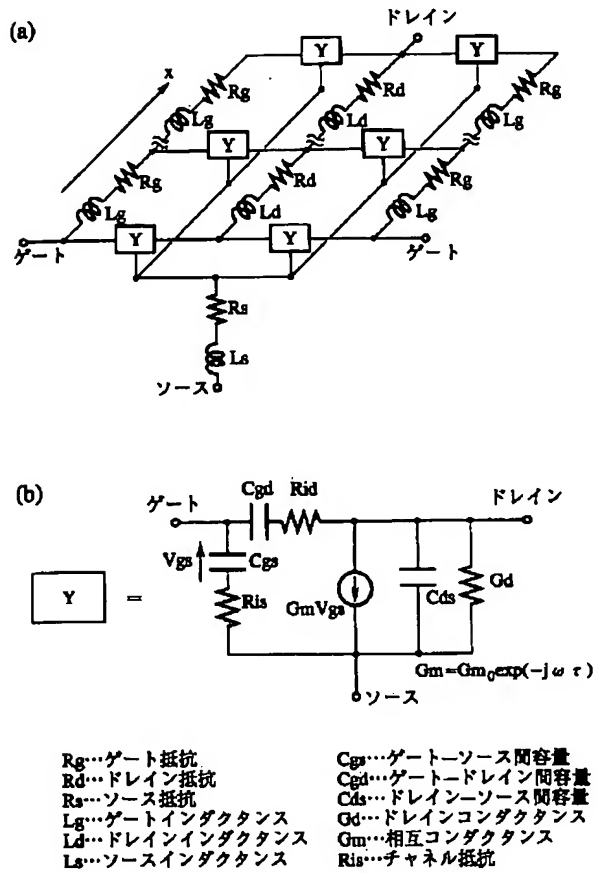 (a)
ドレイン
Y
Y
x
Rg
Rd
Rg
Lg
Ld
Lg
Y
Y
Rg
Rd
Rg
Lg
Ld
Lg
Y
Y
ゲート
ゲート
Rs
Ls
ソース
(b)
ゲート
Cgd
Rid
ドレイン
Vgs
Cgs
Y
=
Ris
GmVgs
Cds
Gd
Gm=Gm0exp(-jωτ)
ソース
Rg…ゲート抵抗
Rd…ドレイン抵抗
Rs…ソース抵抗
Lg…ゲートインダクタンス
Ld…ドレインインダクタンス
Ls…ソースインダクタンス
Cgs…ゲート―ソース間容量
Cgd…ゲート―ドレイン間容量
Cds…ドレイン―ソース間容量
Gd…ドレインコンダクタンス
Gm…相互コンダクタンス
Ris…チャネル抵抗